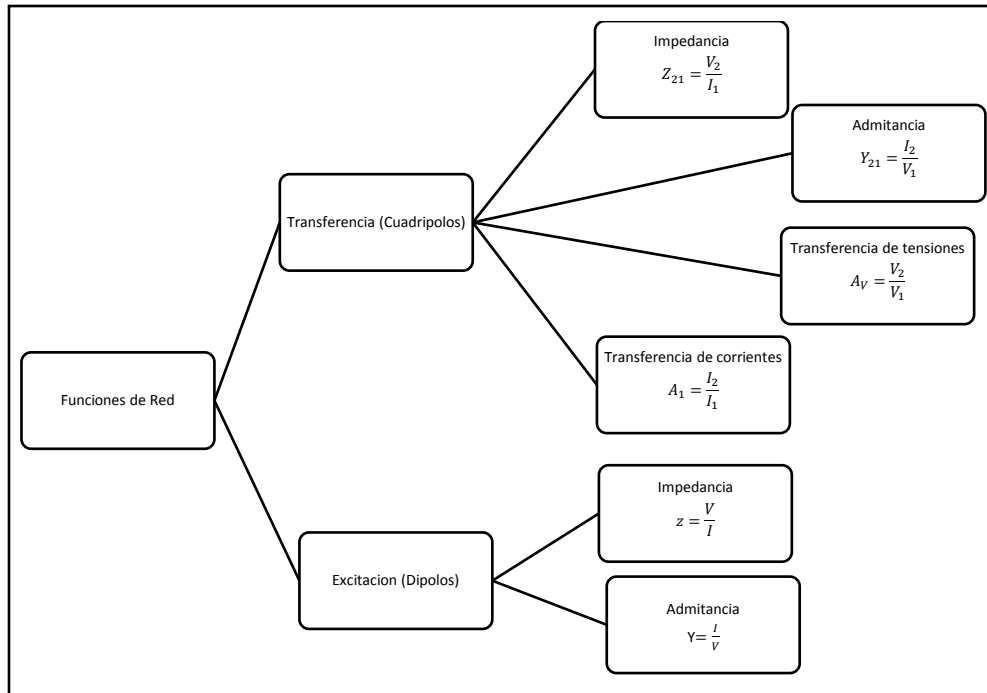 Impedancia
Z₂₁ = V₂/I₁
Admitancia
Y₂₁ = I₂/V₁
Transferencia (Cuadripolos)
Transferencia de tensiones
A_V = V₂/V₁
Transferencia de corrientes
A₁ = I₂/I₁
Funciones de Red
Impedancia
z = V/I
Excitacion (Dipolos)
Admitancia
Y= I/V